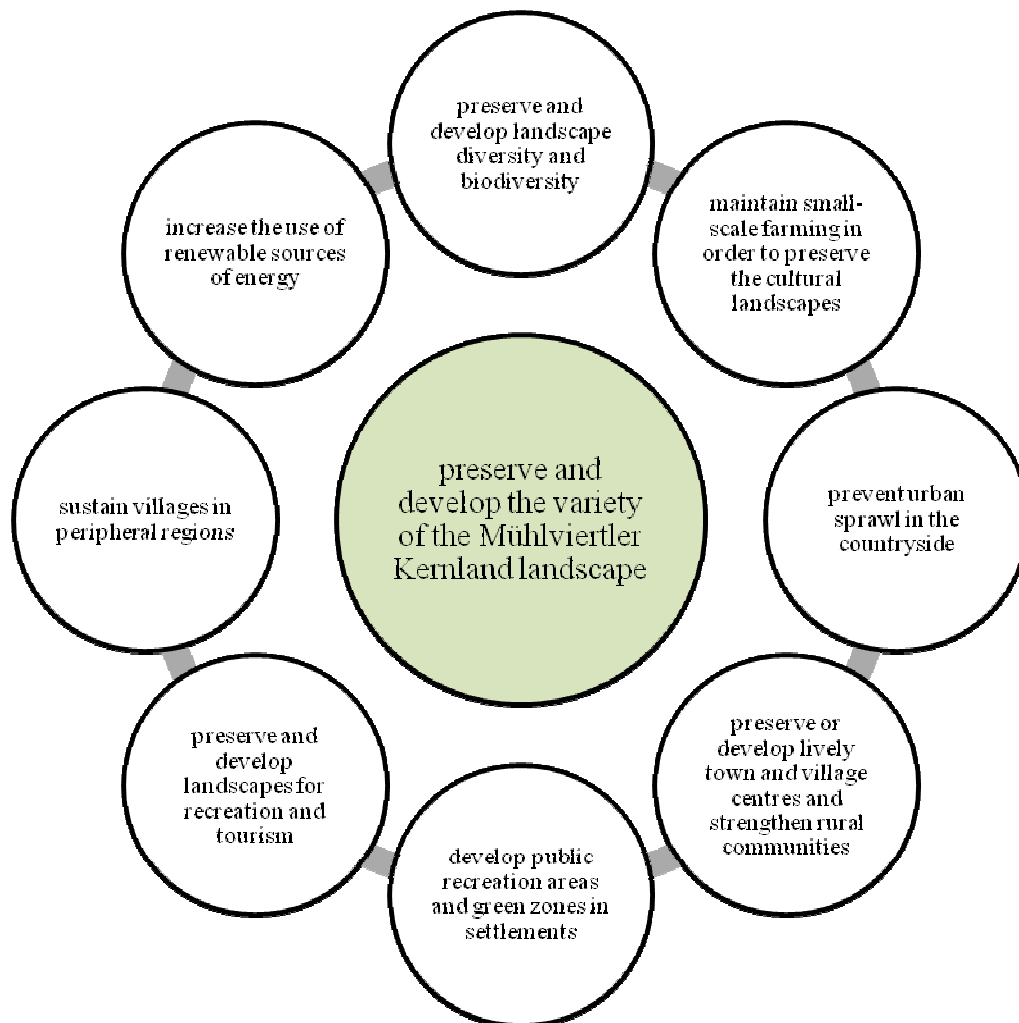 preserve and
develop landscape
diversity and
biodiversity
maintain small-
scale farming in
order to preserve
the cultural
landscapes
prevent urban
sprawl in the
countryside
preserve or
develop lively
town and village
centres and
strengthen rural
communities
develop public
recreation areas
and green zones in
settlements
preserve and
develop
landscapes for
recreation and
tourism
sustain villages in
peripheral regions
increase the use of
renewable sources
of energy
preserve and
develop the variety
of the Mühlviertler
Kernland landscape